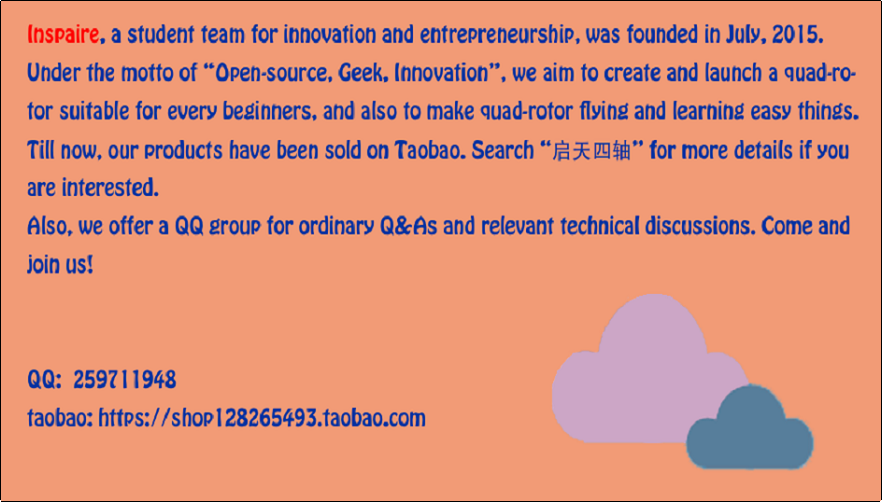 Inspaire, a student team for innovation and entrepreneurship, was founded in July, 2015.
Under the motto of “Open-source, Geek, Innovation”, we aim to create and launch a quad-ro-
tor suitable for every beginners, and also to make quad-rotor flying and learning easy things.
Till now, our products have been sold on Taobao. Search “启天四轴” for more details if you
are interested.
Also, we offer a QQ group for ordinary Q&As and relevant technical discussions. Come and
join us!
QQ: 259711948
taobao: https://shop128265493.taobao.com